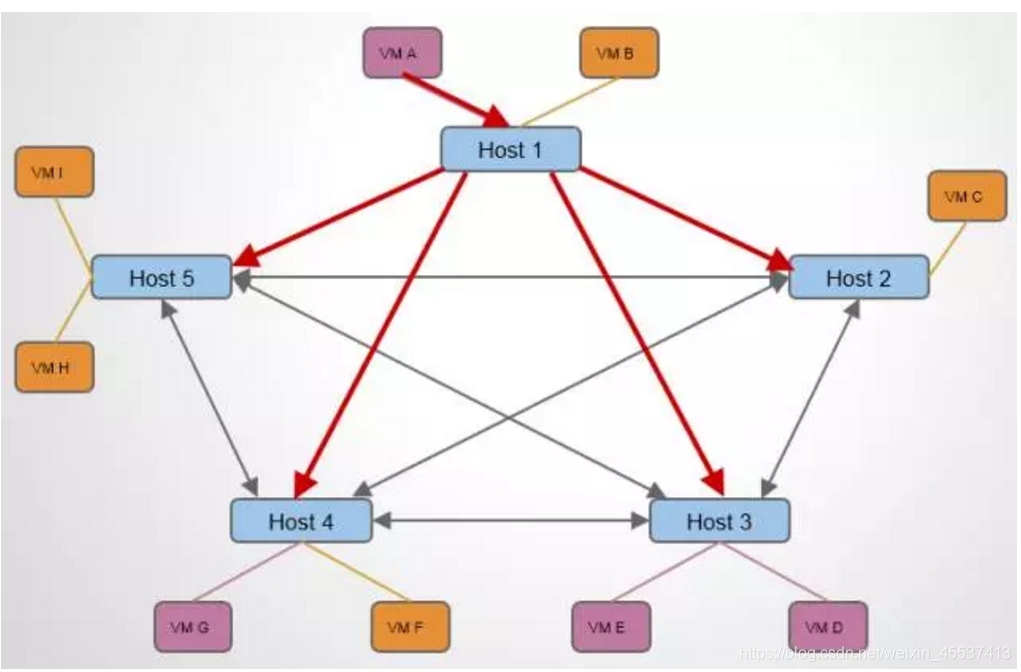 VM A
VM B
Host 1
VM I
VM C
Host 5
Host 2
VM H
Host 4
Host 3
VM G
VM F
VM E
VM D
https://blog.csdn.net/weixin_45537413